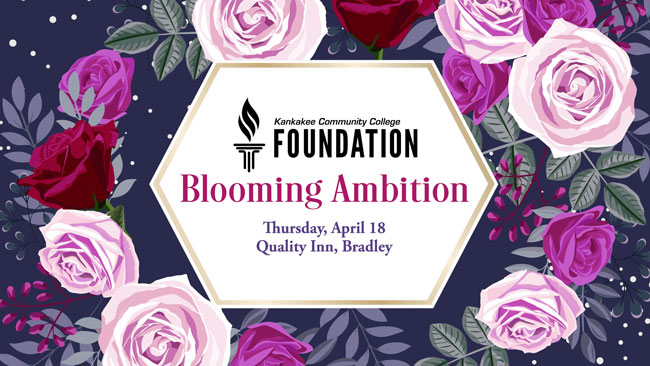 Kankakee Community College
FOUNDATION
Blooming Ambition
Thursday, April 18
Quality Inn, Bradley